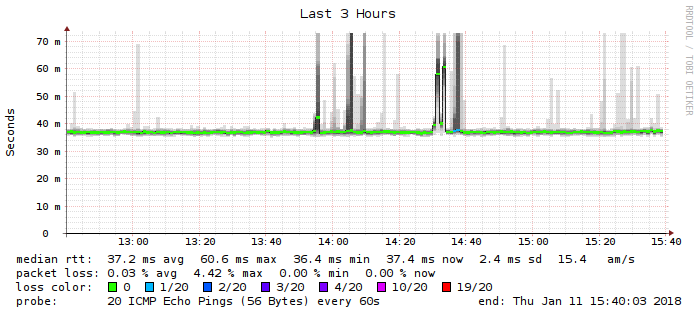 Last 3 Hours
RRDTOOL / TOBI OETIKER
Seconds
70 m
60 m
50 m
40 m
30 m
20 m
10 m
0
13:00 13:20 13:40 14:00 14:20 14:40 15:00 15:20 15:40
median rtt: 37.2 ms avg 60.6 ms max 36.4 ms min 37.4 ms now 2.4 ms sd 15.4 am/s
packet loss: 0.03 % avg 4.42 % max 0.00 % min 0.00 % now
loss color: 0 1/20 2/20 3/20 4/20 10/20 19/20
probe: 20 ICMP Echo Pings (56 Bytes) every 60s end: Thu Jan 11 15:40:03 2018